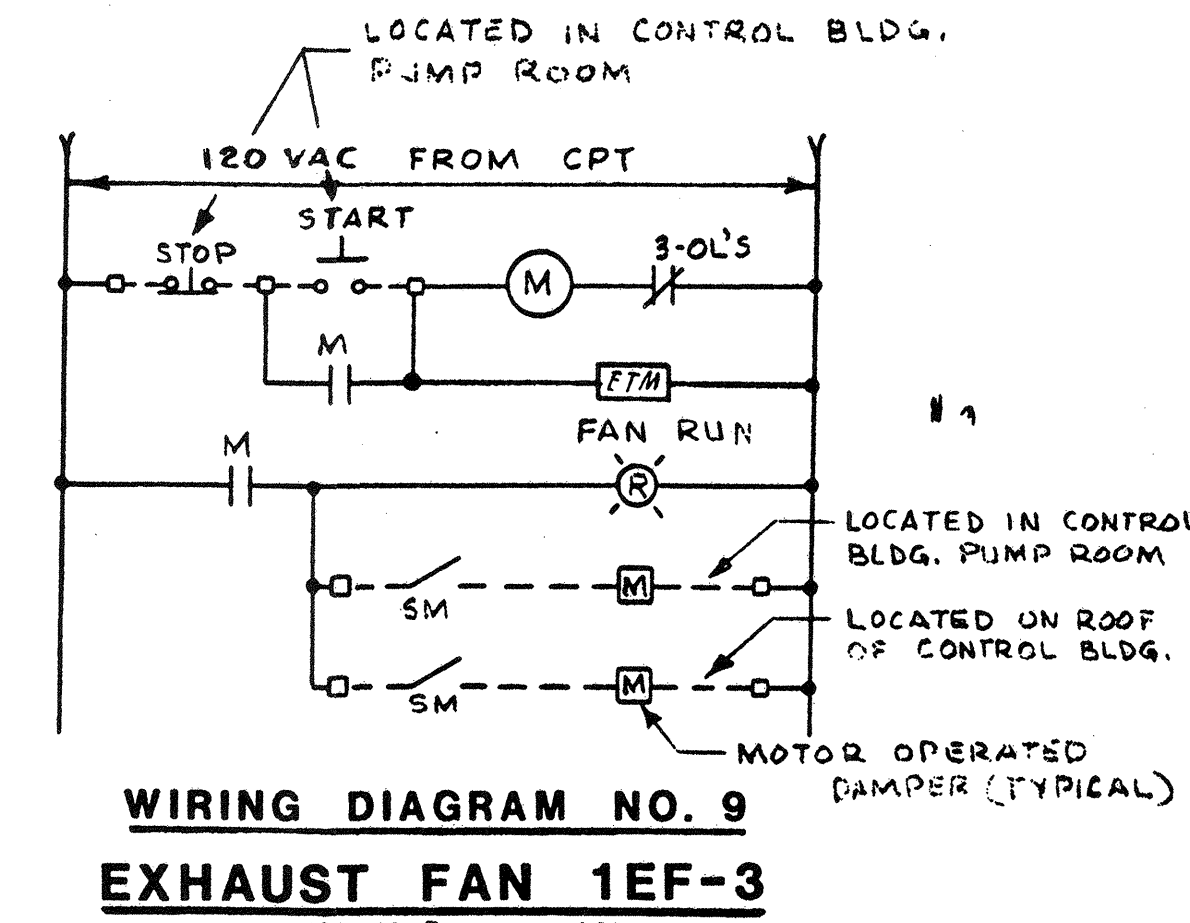 LOCATED IN CONTROL BLDG.
PUMP ROOM
120 VAC FROM CPT
START
STOP
3-OL'S
M
M
ETM
FAN RUN
M
R
LOCATED IN CONTROL
BLDG. PUMP ROOM
M
SM
LOCATED ON ROOF
OF CONTROL BLDG.
M
SM
MOTOR OPERATED
DAMPER (TYPICAL)
WIRING DIAGRAM NO. 9
EXHAUST FAN 1EF-3